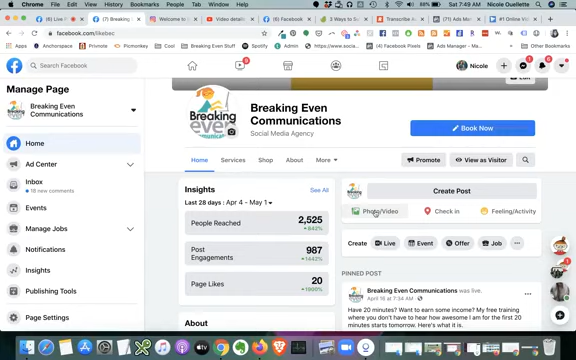 Chrome File Edit View History Bookmarks People Tab Window Help
88% Sat 7:49 AM Nicole Ouellette
(7) Breaking
Instagram
Welcome
Video detail
(6) Facebook
3 Ways to S
Transcribe A
(71) Ads Man
#1 Online V
facebook.com/likebec
Apps Anchorspace Promoto Picmonkey Cool Breaking Even Stuff Spotify Admin https://www.socia... (4) Facebook Pixels Ads Manager - Ma... Other Bookmarks
Search Facebook
Nicole
Manage Page
Breaking Even
Communications
Home
Ad Center
Inbox
18 new comments
Events
Manage Jobs
Notifications
Insights
Publishing Tools
Page Settings
Edit
Breaking
even
Breaking Even
Communications
Social Media Agency
Book Now
Home Services Shop About More
Promote View as Visitor
Insights See All
Last 28 days : Apr 4 - May 1
People Reached 2,525
Post
Engagements 987
Page Likes 20
About
Create Post
Photo/Video Check in Feeling/Activity
Create Live Event Offer Job
PINNED POST
Breaking Even Communications was live.
April 15 at 7:34 AM
Have 20 minutes? Want to earn some income? My free training
where you don't have to hear how awesome I am for the first 20
minutes starts tomorrow. Here's what it is.